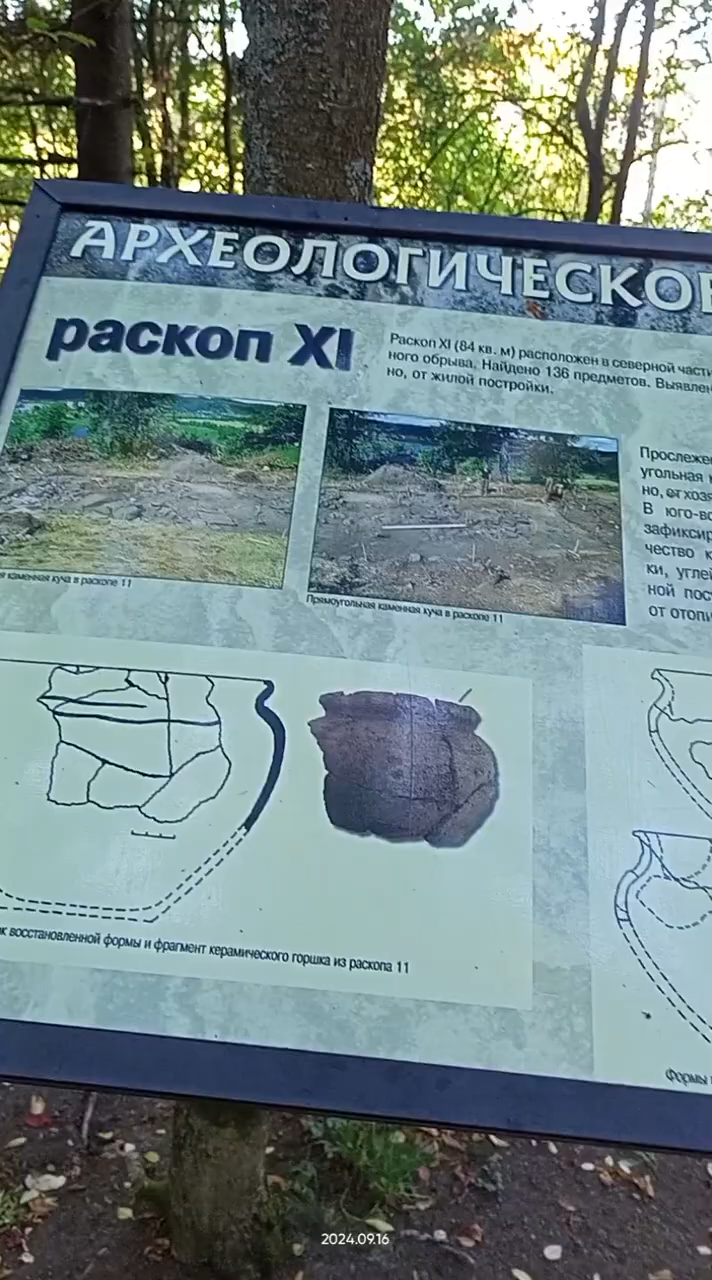 АРХЕОЛОГИЧЕСКОЕ
раскоп XI
Раскоп XI (84 кв. м) расположен в северной части
ного обрыва. Найдено 136 предметов. Выявлен
но, от жилой постройки.
Прослеже
угольная
но, от хозя
В юго-во
зафиксир
чество к
ки, углей
ной пос
от отопи
я каменная куча в раскопе 11
Прямоугольная каменная куча в раскопе 11
к восстановленной формы и фрагмент керамического горшка из раскопа 11
Формы
2024.09.16